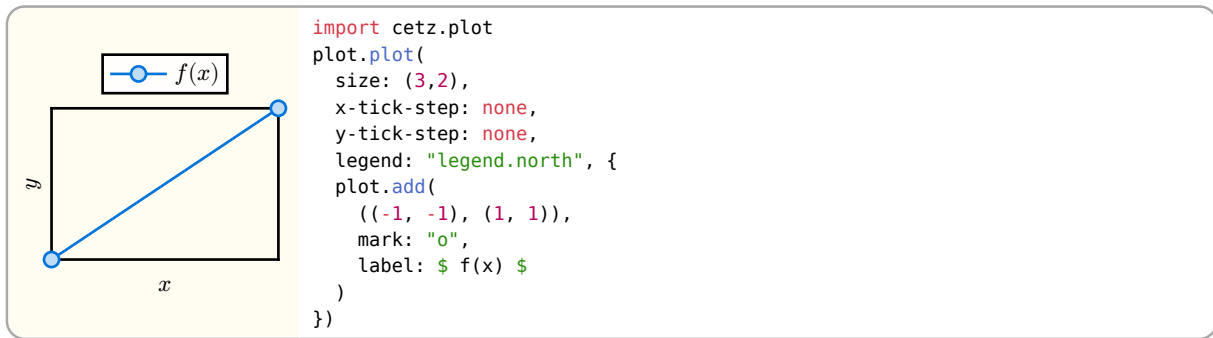 f(x)
y
x
import cetz.plot
plot.plot(
  size: (3,2),
  x-tick-step: none,
  y-tick-step: none,
  legend: "legend.north", {
  plot.add(
    ((-1, -1), (1, 1)),
    mark: "o",
    label: $ f(x) $
  )
})